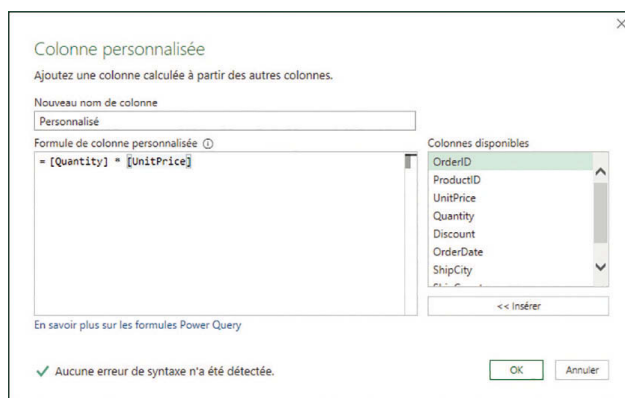 Colonne personnalisée
Ajoutez une colonne calculée à partir des autres colonnes.
Nouveau nom de colonne
Personnalisé
Formule de colonne personnalisée
= [Quantity] * [UnitPrice]
Colonnes disponibles
OrderID
ProductID
UnitPrice
Quantity
Discount
OrderDate
ShipCity
<< Insérer
En savoir plus sur les formules Power Query
Aucune erreur de syntaxe n'a été détectée.
OK
Annuler